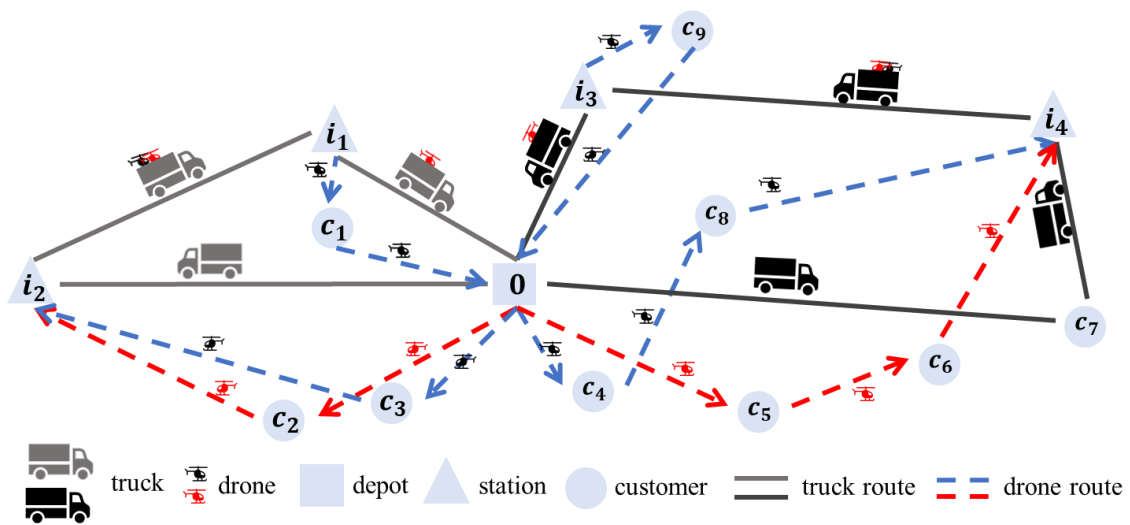 c₉
i₃
i₄
i₁
c₈
c₁
i₂
0
c₇
c₆
c₄
c₃
c₅
c₂
truck drone depot station customer truck route drone route